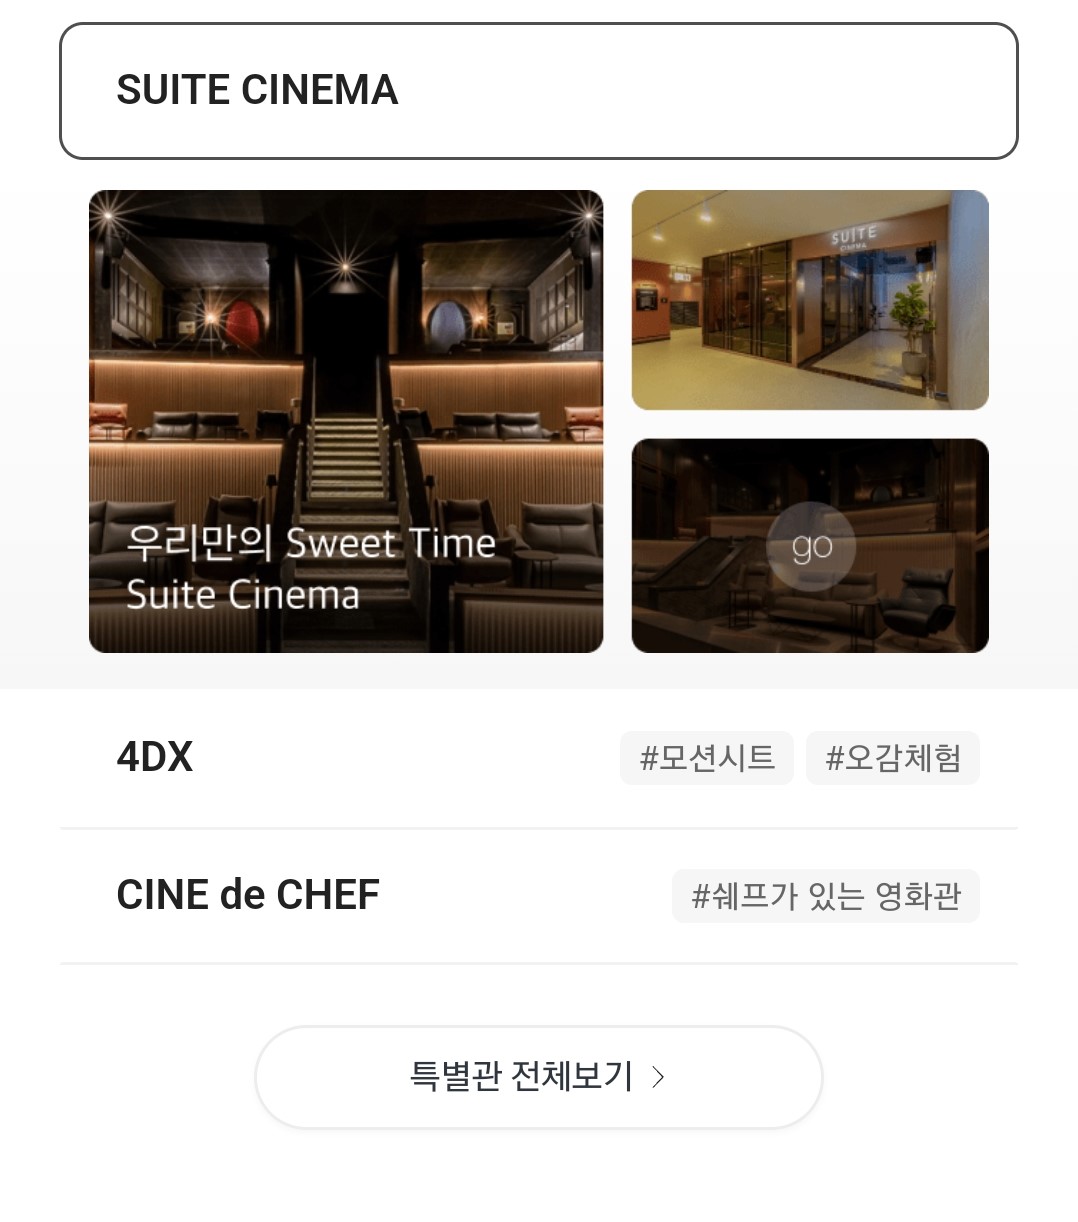 SUITE CINEMA
SUITE
CINEMA
우리만의 Sweet Time
Suite Cinema
go
4DX
#모션시트 #오감체험
CINE de CHEF
#쉐프가 있는 영화관
특별관 전체보기